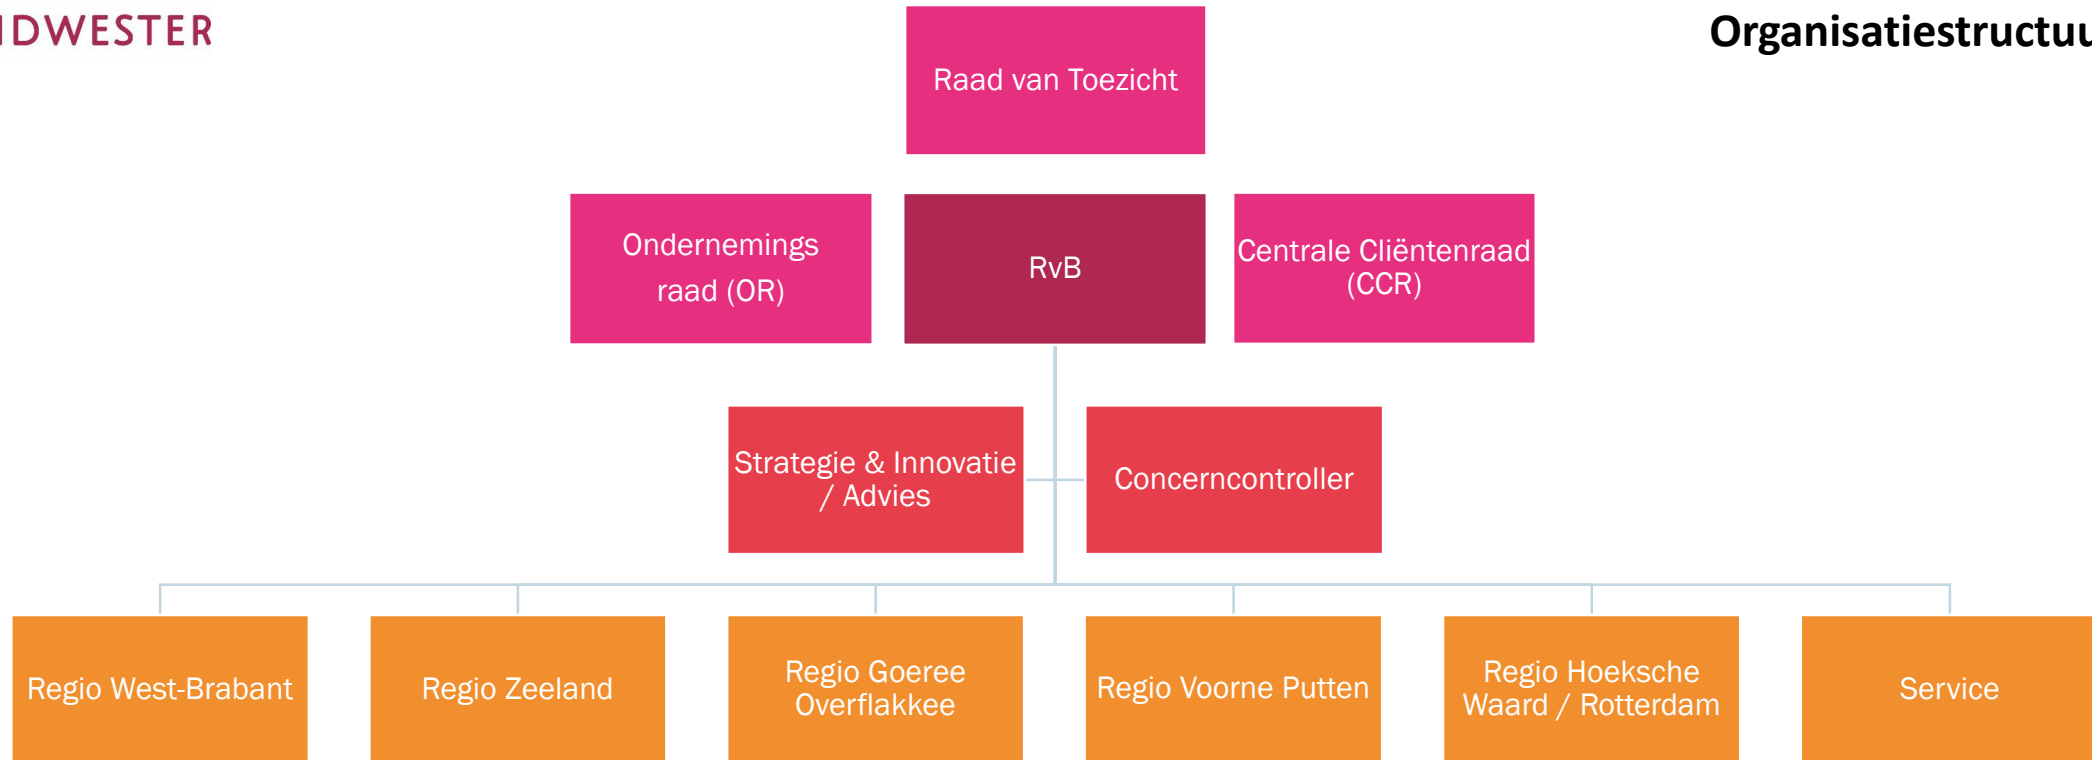 IDWESTER
Organisatiestructuu
Raad van Toezicht
Ondernemings
raad (OR)
RvB
Centrale Cliëntenraad
(CCR)
Strategie & Innovatie
/ Advies
Concerncontroller
Regio West-Brabant
Regio Zeeland
Regio Goeree
Overflakkee
Regio Voorne Putten
Regio Hoeksche
Waard / Rotterdam
Service